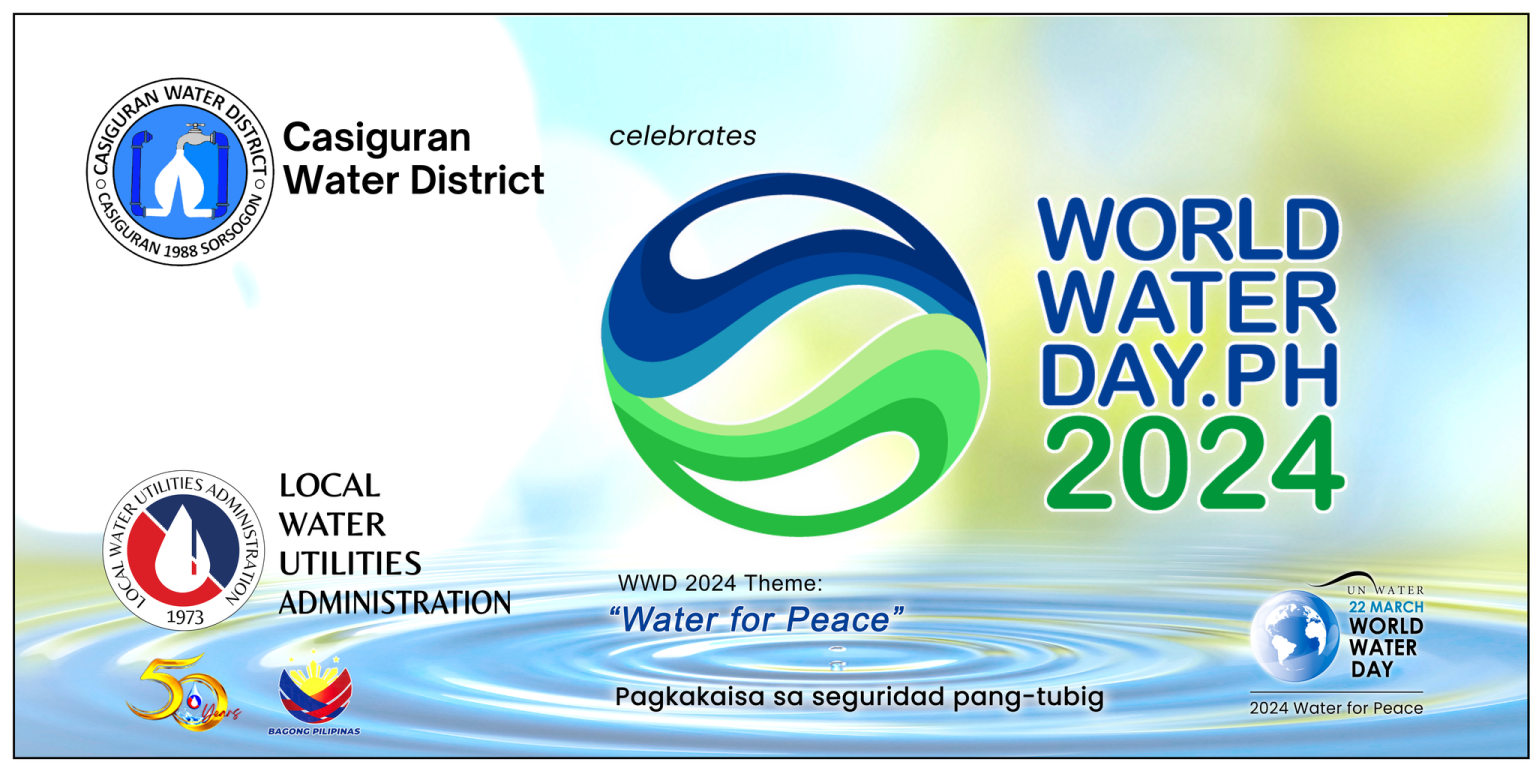 CASIGURAN WATER DISTRICT
CASIGURAN 1988 SORSOGON
Casiguran
Water District
celebrates
WORLD
WATER
DAY.PH
2024
LOCAL WATER UTILITIES ADMINISTRATION
1973
LOCAL
WATER
UTILITIES
ADMINISTRATION
50 Years
BAGONG PILIPINAS
WWD 2024 Theme:
“Water for Peace”
Pagkakaisa sa seguridad pang-tubig
UN WATER
22 MARCH
WORLD
WATER
DAY
2024 Water for Peace